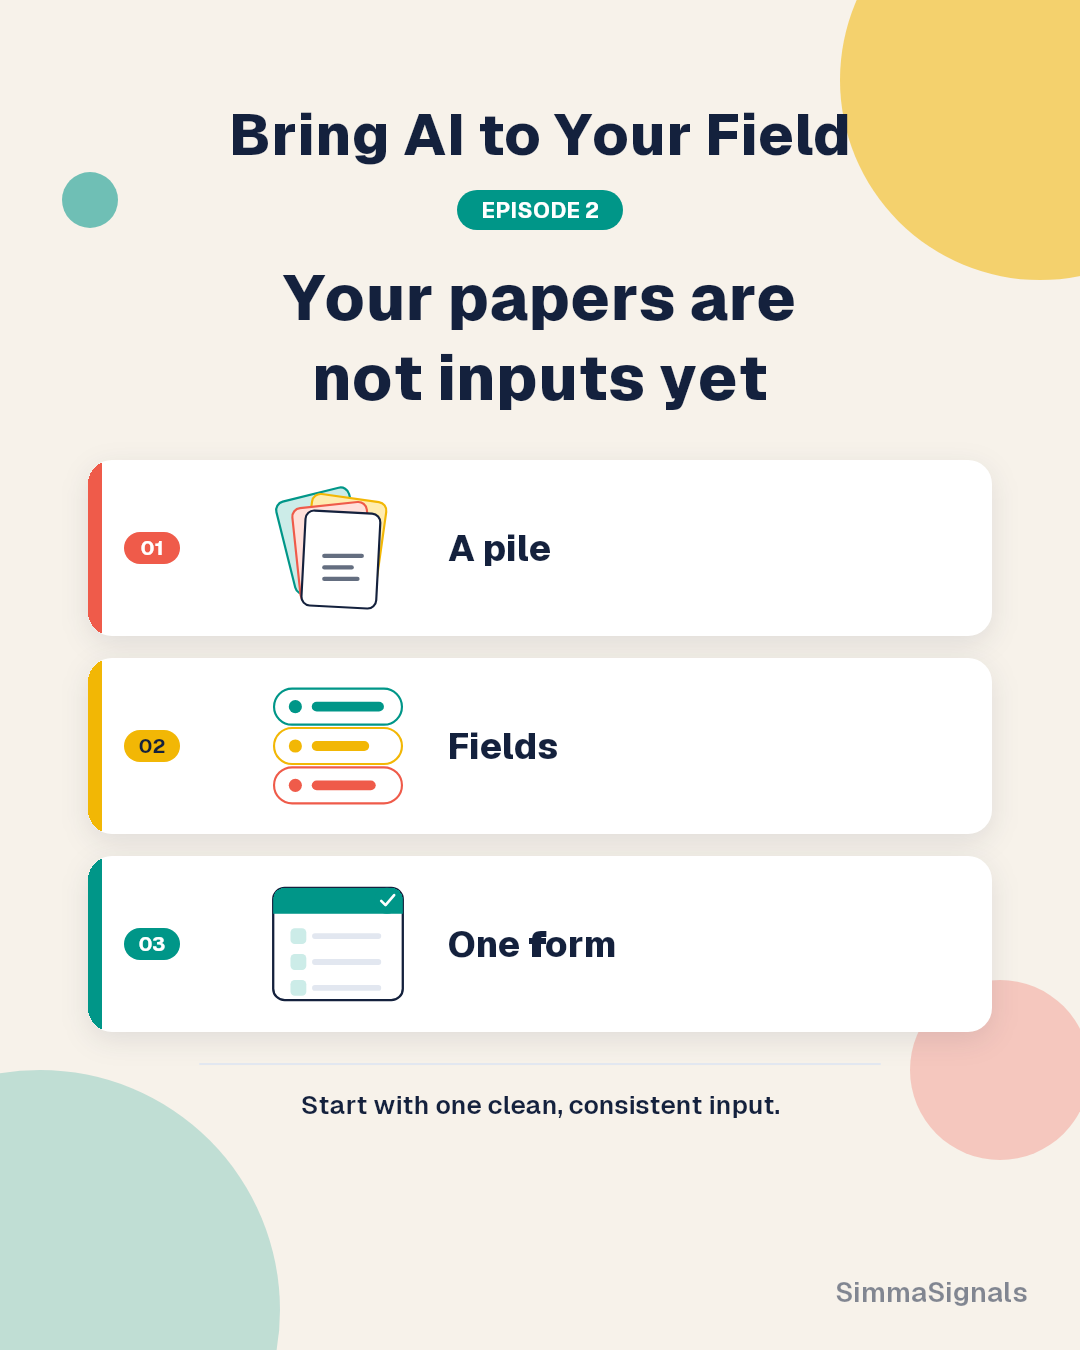 Bring AI to Your Field
EPISODE 2
Your papers are
not inputs yet
01
A pile
02
Fields
03
One form
Start with one clean, consistent input.
SimmaSignals